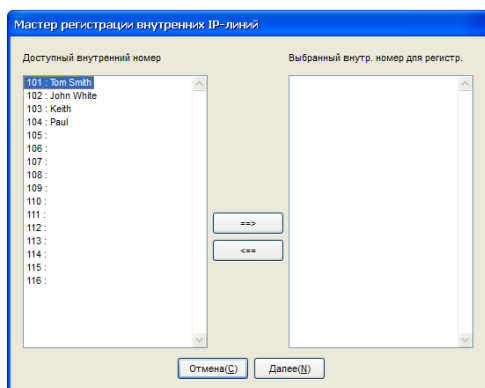 Мастер регистрации внутренних IP-линий
Доступный внутренний номер
Выбранный внутр. номер для регистр.
101 : Tom Smith
102 : John White
103 : Keith
104 : Paul
105 :
106 :
107 :
108 :
109 :
110 :
111 :
112 :
113 :
114 :
115 :
116 :
==>
<==
Отмена(C)
Далее(N)